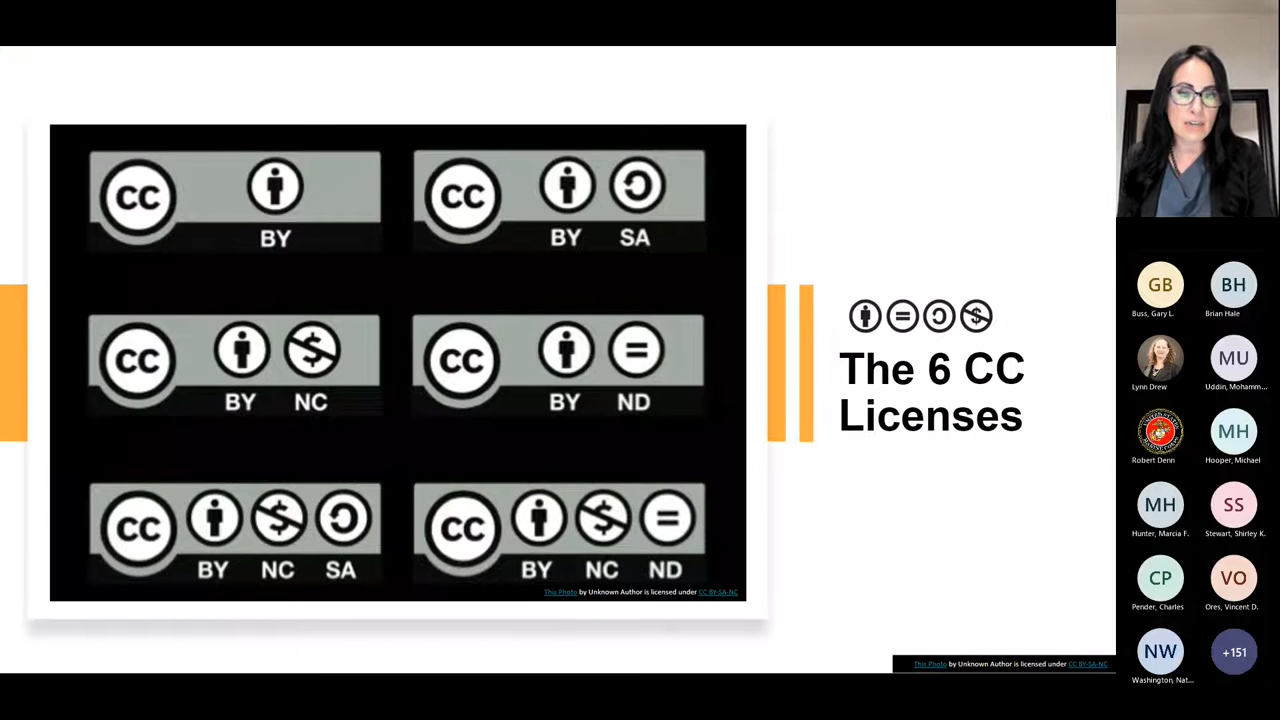 CC
BY
CC
BY SA
CC
BY NC
CC
BY ND
CC
BY NC SA
CC
BY NC ND
This Photo by Unknown Author is licensed under CC BY-SA-NC
The 6 CC
Licenses
This Photo by Unknown Author is licensed under CC BY-SA-NC
GB BH
Buss, Gary L. Brian Hale
MU
Lynn Drew Uddin, Mohamm...
MH
Robert Denn Hooper, Michael
MH SS
Hunter, Marcia F. Stewart, Shirley K.
CP VO
Pender, Charles Ores, Vincent D.
NW +151
Washington, Nat...